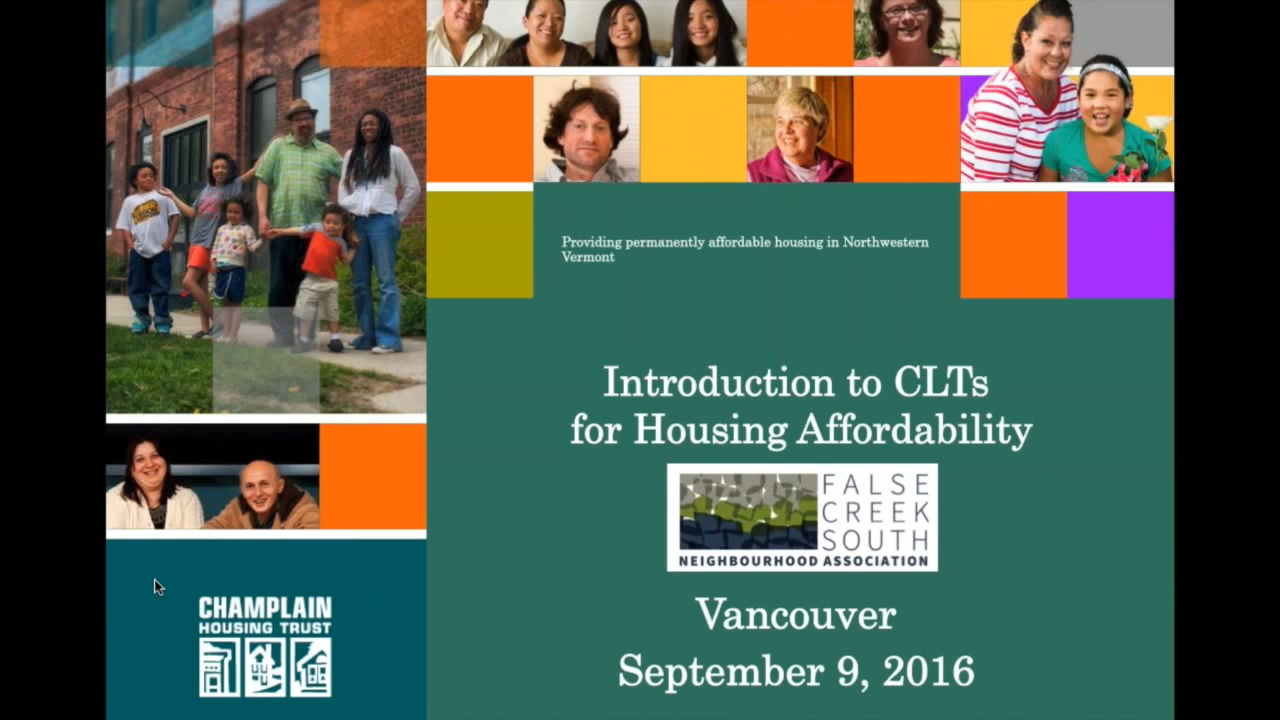 Providing permanently affordable housing in Northwestern
Vermont
Introduction to CLTs
for Housing Affordability
FALSE
CREEK
SOUTH
NEIGHBOURHOOD ASSOCIATION
Vancouver
September 9, 2016
CHAMPLAIN
HOUSING TRUST